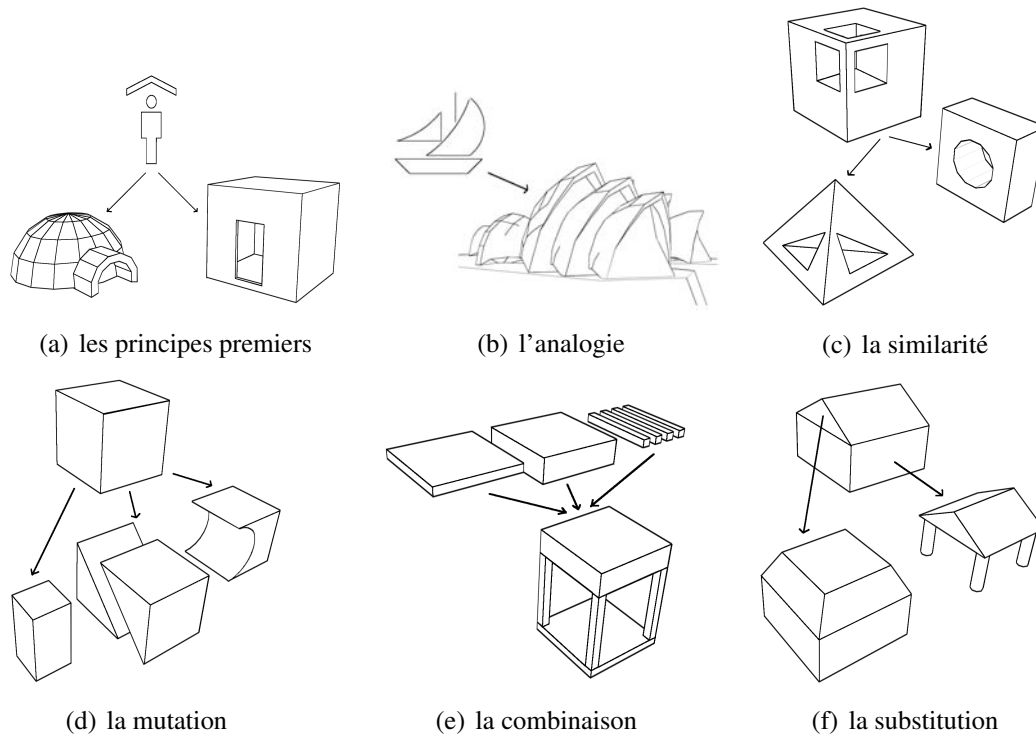 (a) les principes premiers
(b) l'analogie
(c) la similarité
(d) la mutation
(e) la combinaison
(f) la substitution